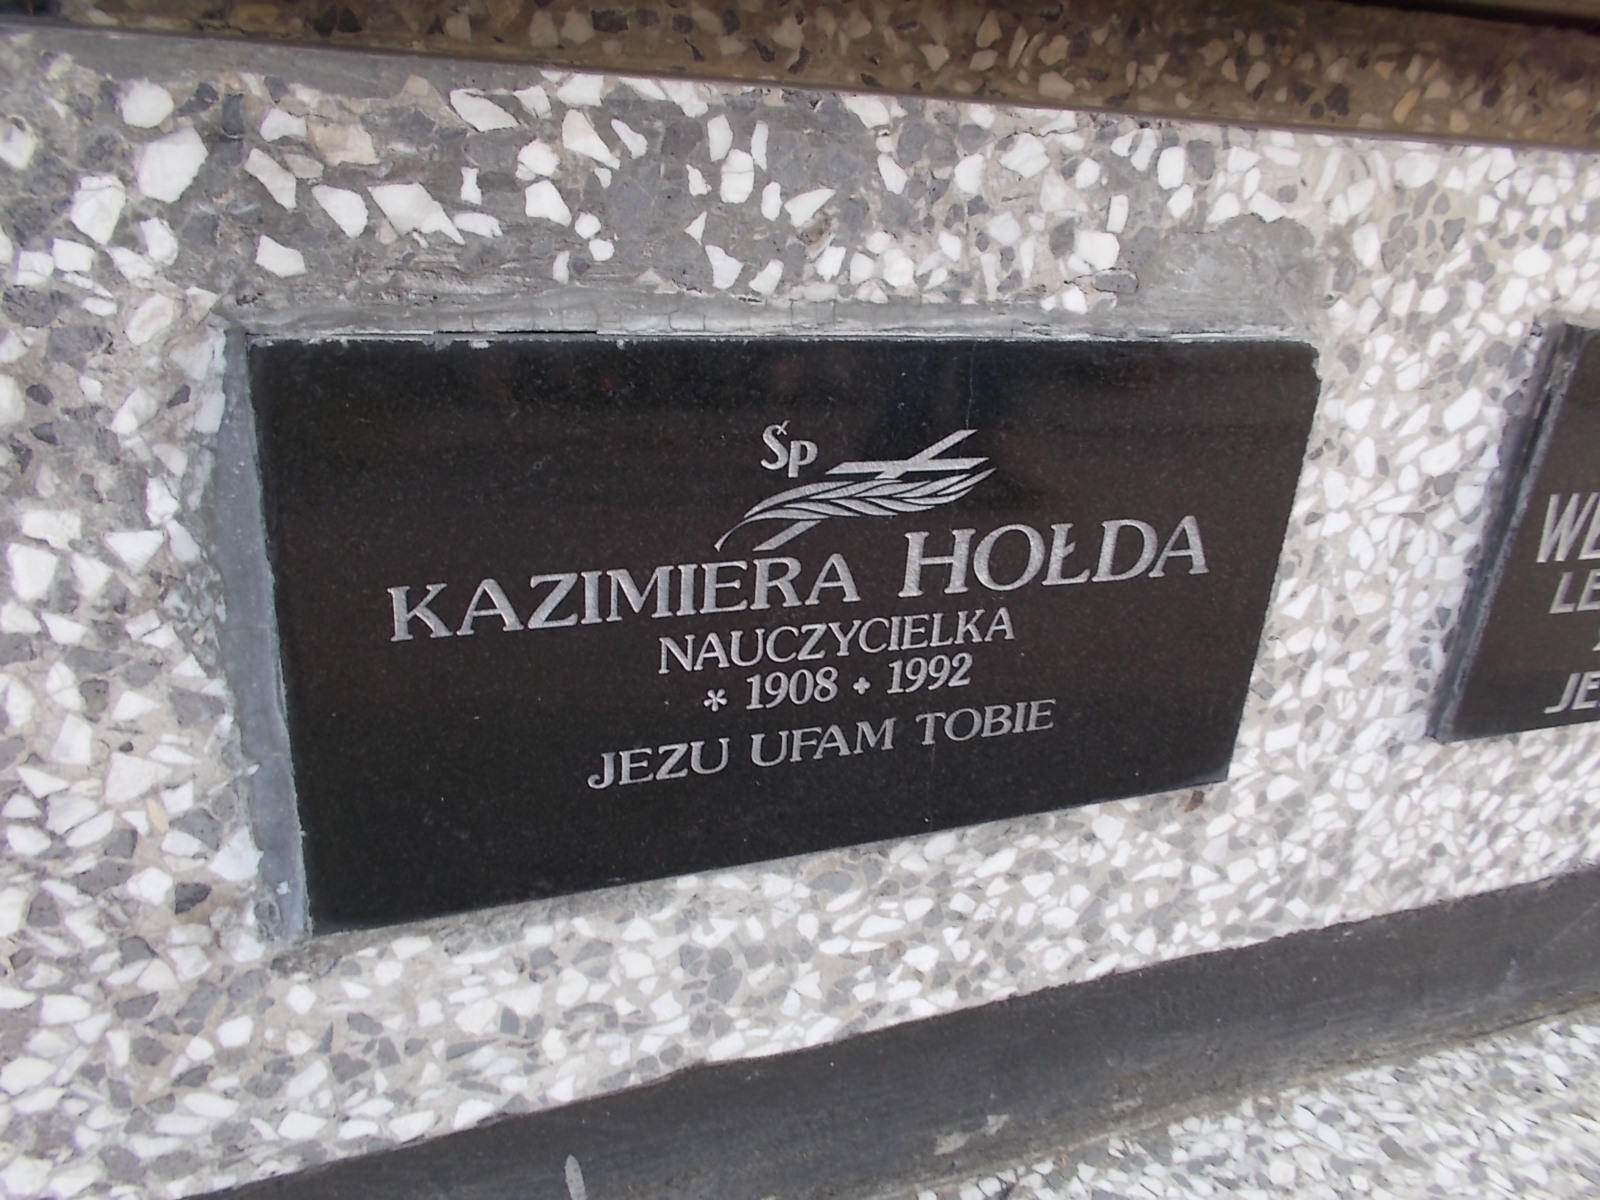 ŚP
KAZIMIERA HOŁDA
NAUCZYCIELKA
* 1908 + 1992
JEZU UFAM TOBIE